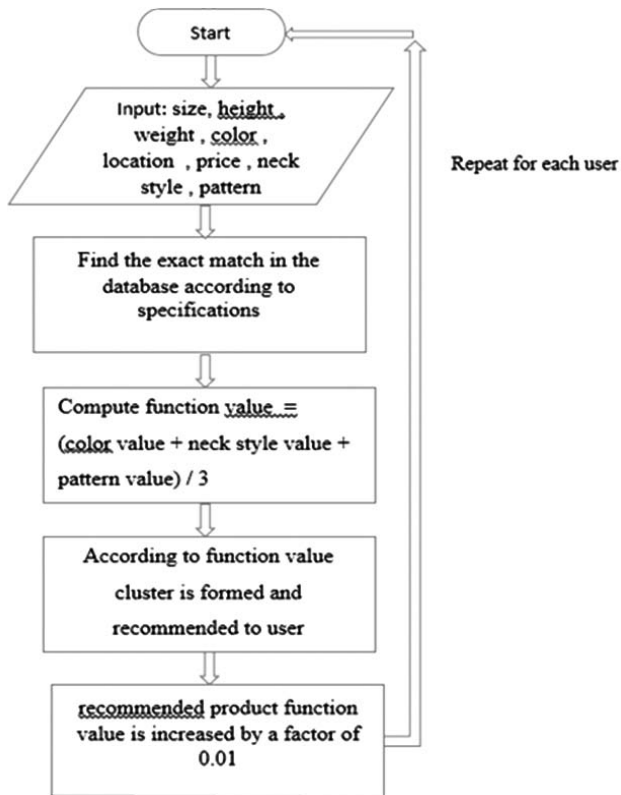 Start
Input: size, height ,
weight , color ,
location , price , neck
style , pattern
Repeat for each user
Find the exact match in the
database according to
specifications
Compute function value =
(color value + neck style value +
pattern value) / 3
According to function value
cluster is formed and
recommended to user
recommended product function
value is increased by a factor of
0.01